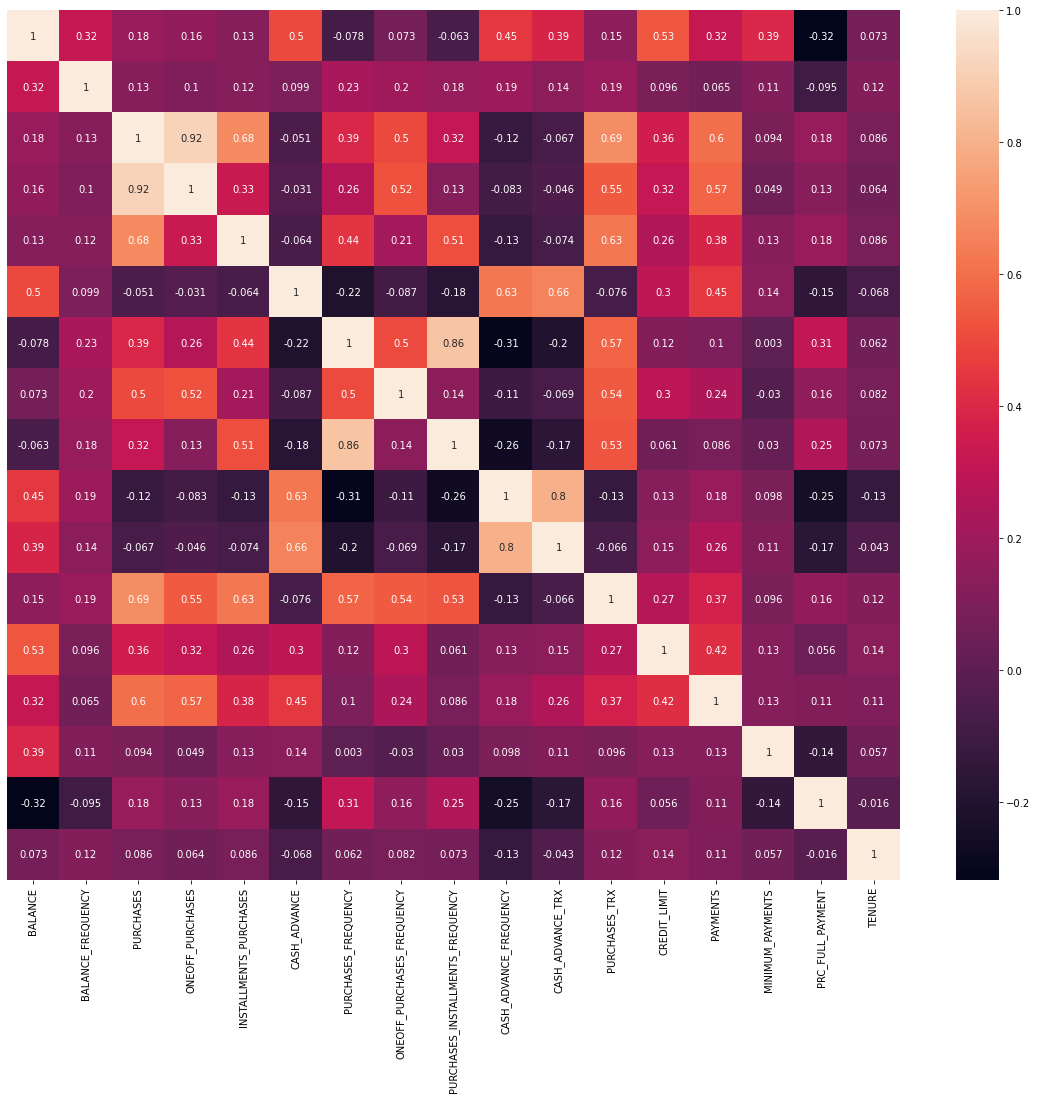 1 0.32 0.18 0.16 0.13 0.5 -0.078 0.073 -0.063 0.45 0.39 0.15 0.53 0.32 0.39 -0.32 0.073
0.32 1 0.13 0.1 0.12 0.099 0.23 0.2 0.18 0.19 0.14 0.19 0.096 0.065 0.11 -0.095 0.12
0.18 0.13 1 0.92 0.68 -0.051 0.39 0.5 0.32 -0.12 -0.067 0.69 0.36 0.6 0.094 0.18 0.086
0.16 0.1 0.92 1 0.33 -0.031 0.26 0.52 0.13 -0.083 -0.046 0.55 0.32 0.57 0.049 0.13 0.064
0.13 0.12 0.68 0.33 1 -0.064 0.44 0.21 0.51 -0.13 -0.074 0.63 0.26 0.38 0.13 0.18 0.086
0.5 0.099 -0.051 -0.031 -0.064 1 -0.22 -0.087 -0.18 0.63 0.66 -0.076 0.3 0.45 0.14 -0.15 -0.068
-0.078 0.23 0.39 0.26 0.44 -0.22 1 0.5 0.86 -0.31 -0.2 0.57 0.12 0.1 0.003 0.31 0.062
0.073 0.2 0.5 0.52 0.21 -0.087 0.5 1 0.14 -0.11 -0.069 0.54 0.3 0.24 -0.03 0.16 0.082
-0.063 0.18 0.32 0.13 0.51 -0.18 0.86 0.14 1 -0.26 -0.17 0.53 0.061 0.086 0.03 0.25 0.073
0.45 0.19 -0.12 -0.083 -0.13 0.63 -0.31 -0.11 -0.26 1 0.8 -0.13 0.13 0.18 0.098 -0.25 -0.13
0.39 0.14 -0.067 -0.046 -0.074 0.66 -0.2 -0.069 -0.17 0.8 1 -0.066 0.15 0.26 0.11 -0.17 -0.043
0.15 0.19 0.69 0.55 0.63 -0.076 0.57 0.54 0.53 -0.13 -0.066 1 0.27 0.37 0.096 0.16 0.12
0.53 0.096 0.36 0.32 0.26 0.3 0.12 0.3 0.061 0.13 0.15 0.27 1 0.42 0.13 0.056 0.14
0.32 0.065 0.6 0.57 0.38 0.45 0.1 0.24 0.086 0.18 0.26 0.37 0.42 1 0.13 0.11 0.11
0.39 0.11 0.094 0.049 0.13 0.14 0.003 -0.03 0.03 0.098 0.11 0.096 0.13 0.13 1 -0.14 0.057
-0.32 -0.095 0.18 0.13 0.18 -0.15 0.31 0.16 0.25 -0.25 -0.17 0.16 0.056 0.11 -0.14 1 -0.016
0.073 0.12 0.086 0.064 0.086 -0.068 0.062 0.082 0.073 -0.13 -0.043 0.12 0.14 0.11 0.057 -0.016 1
BALANCE
BALANCE_FREQUENCY
PURCHASES
ONEOFF_PURCHASES
INSTALLMENTS_PURCHASES
CASH_ADVANCE
PURCHASES_FREQUENCY
ONEOFF_PURCHASES_FREQUENCY
PURCHASES_INSTALLMENTS_FREQUENCY
CASH_ADVANCE_FREQUENCY
CASH_ADVANCE_TRX
PURCHASES_TRX
CREDIT_LIMIT
PAYMENTS
MINIMUM_PAYMENTS
PRC_FULL_PAYMENT
TENURE
1.0
0.8
0.6
0.4
0.2
0.0
−0.2